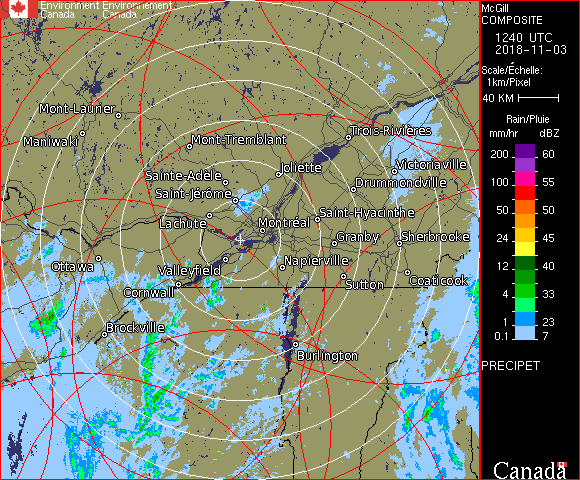 Environment Environnement
Canada Canada
Mont-Laurier
Maniwaki
Mont-Tremblant
Trois-Rivières
Sainte-Adèle
Joliette
Victoriaville
Saint-Jérôme
Drummondville
Lachute
Montréal
Saint-Hyacinthe
Granby
Sherbrooke
Ottawa
Valleyfield
Napierville
Cornwall
Sutton
Coaticook
Brockville
Burlington
McGill
COMPOSITE
1240 UTC
2018-11-03
Scale/Échelle:
1km/Pixel
40 KM
Rain/Pluie
mm/hr dBZ
200 60
100 55
50 50
24 45
12 40
4 33
1 23
0.1 7
PRECIPET
Canada